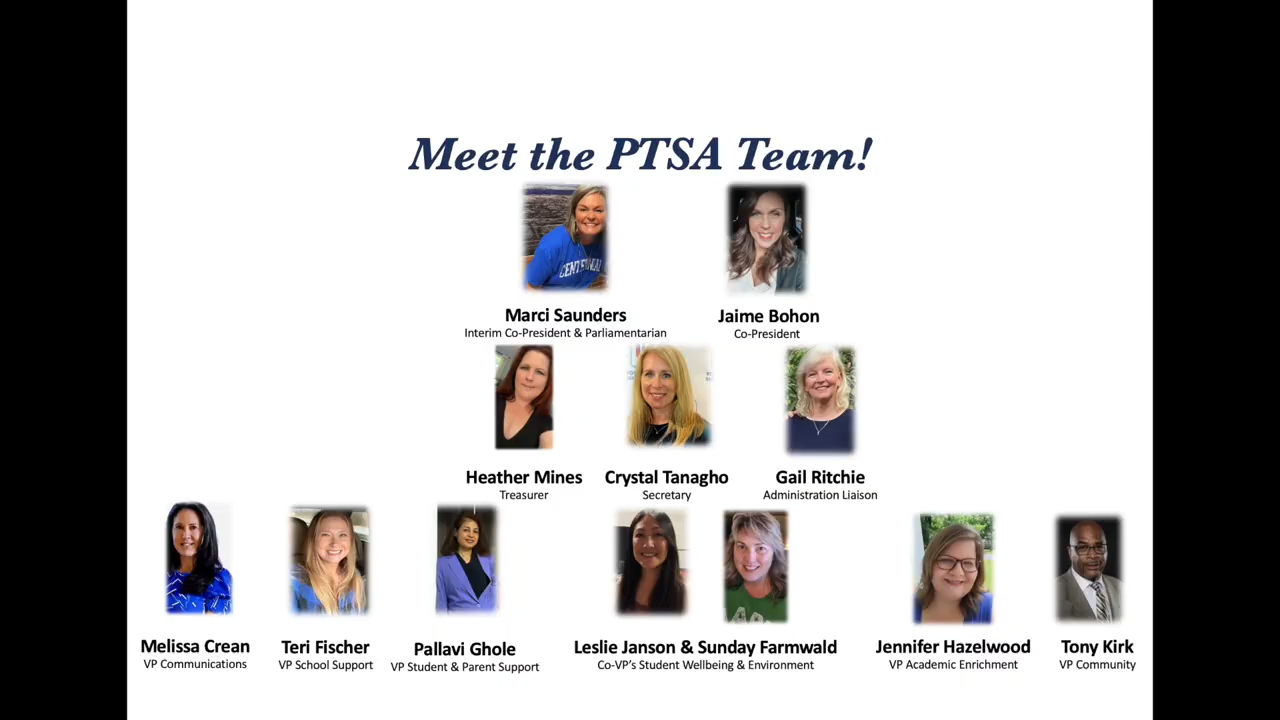 Meet the PTSA Team!
CENTENNIAL
Marci Saunders
Interim Co-President & Parliamentarian
Jaime Bohon
Co-President
Heather Mines
Treasurer
Crystal Tanagho
Secretary
Gail Ritchie
Administration Liaison
Melissa Crean
VP Communications
Teri Fischer
VP School Support
Pallavi Ghole
VP Student & Parent Support
Leslie Janson & Sunday Farmwald
Co-VP's Student Wellbeing & Environment
Jennifer Hazelwood
VP Academic Enrichment
Tony Kirk
VP Community